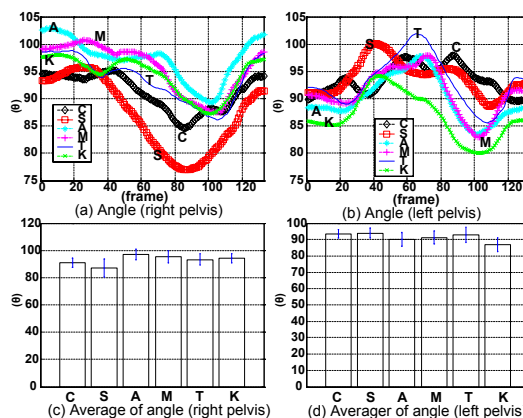 105
100
95
90
85
80
75
(θ)
A
M
K
T
S
C
C
S
A
M
T
K
0 20 40 60 80 100 120
(frame)
(a) Angle (right pelvis)
105
100
95
90
85
80
75
(θ)
T
S
C
A
K
M
C
S
A
M
T
K
0 20 40 60 80 100 120
(frame)
(b) Angle (left pelvis)
120
100
80
60
40
20
0
(θ)
C S A M T K
(c) Average of angle (right pelvis)
100
90
80
70
60
50
40
30
20
10
0
(θ)
C S A M T K
(d) Averager of angle (left pelvis)